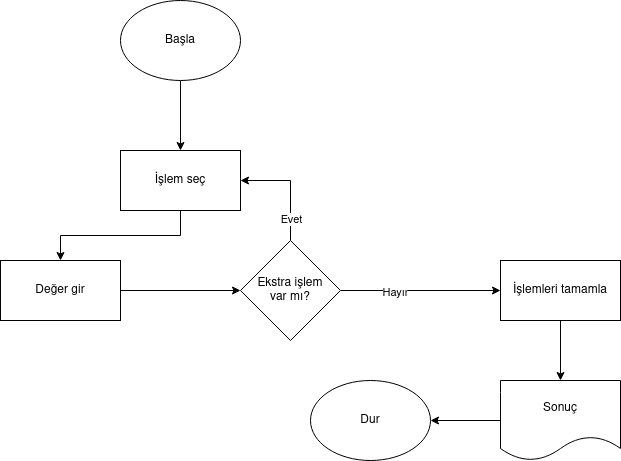 Başla
İşlem seç
Evet
Değer gir
Ekstra işlem
var mı?
Hayır
İşlemleri tamamla
Sonuç
Dur